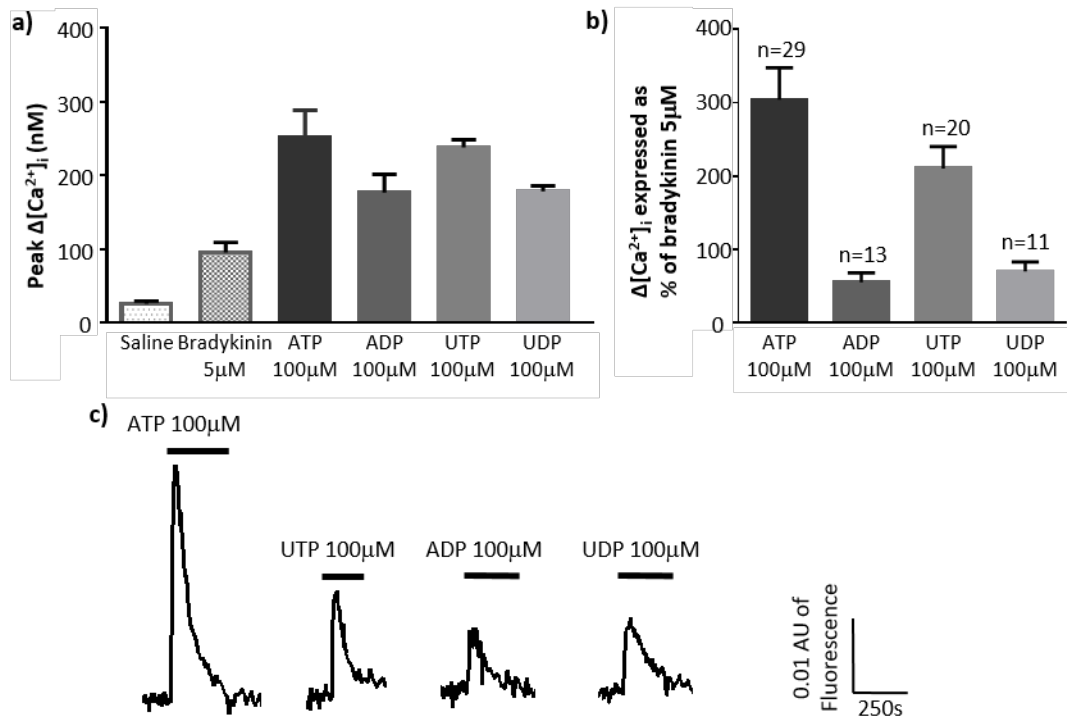 a)
Peak Δ[Ca²⁺]ᵢ (nM)
400
300
200
100
0
Saline
Bradykinin
5µM
ATP
100µM
ADP
100µM
UTP
100µM
UDP
100µM
b)
Δ[Ca²⁺]ᵢ expressed as
% of bradykinin 5µM
400
300
200
100
0
n=29
n=13
n=20
n=11
ATP
100µM
ADP
100µM
UTP
100µM
UDP
100µM
c)
ATP 100µM
UTP 100µM
ADP 100µM
UDP 100µM
0.01 AU of
Fluorescence
250s